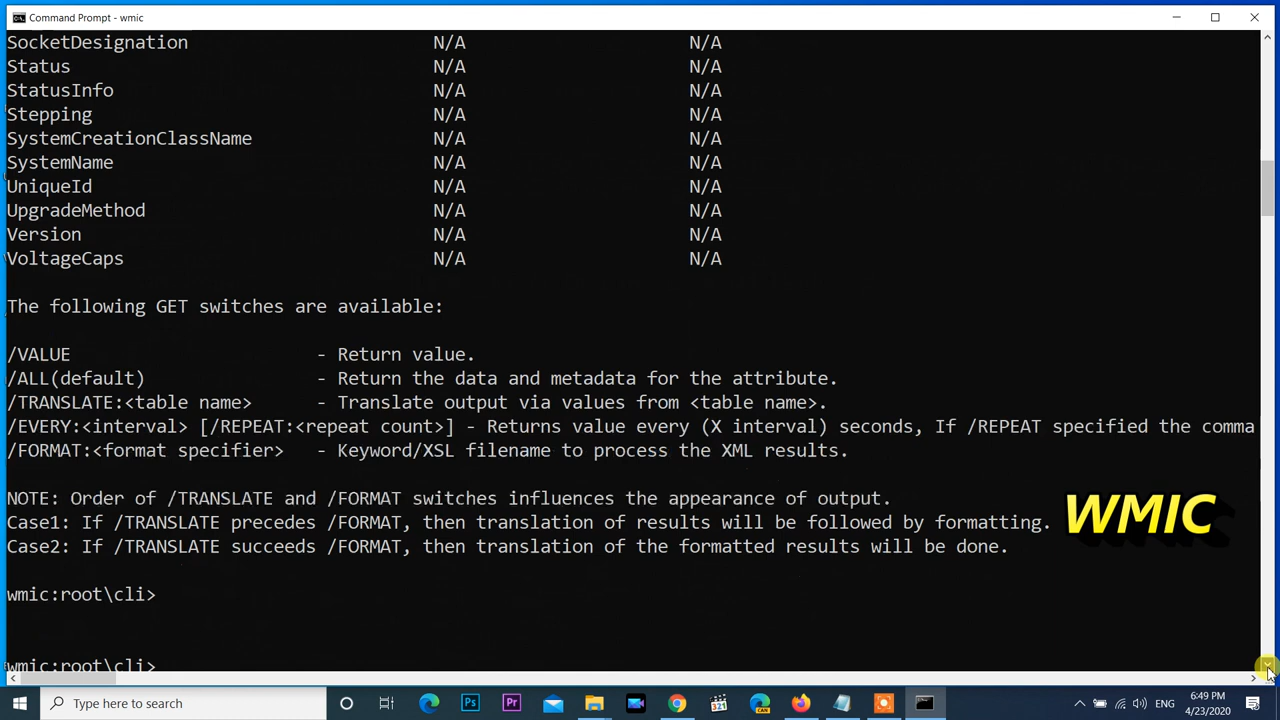 Command Prompt - wmic
SocketDesignation N/A N/A
Status N/A N/A
StatusInfo N/A N/A
Stepping N/A N/A
SystemCreationClassName N/A N/A
SystemName N/A N/A
UniqueId N/A N/A
UpgradeMethod N/A N/A
Version N/A N/A
VoltageCaps N/A N/A
The following GET switches are available:
/VALUE - Return value.
/ALL(default) - Return the data and metadata for the attribute.
/TRANSLATE:<table name> - Translate output via values from <table name>.
/EVERY:<interval> [/REPEAT:<repeat count>] - Returns value every (X interval) seconds, If /REPEAT specified the comma
/FORMAT:<format specifier> - Keyword/XSL filename to process the XML results.
NOTE: Order of /TRANSLATE and /FORMAT switches influences the appearance of output.
Case1: If /TRANSLATE precedes /FORMAT, then translation of results will be followed by formatting.
Case2: If /TRANSLATE succeeds /FORMAT, then translation of the formatted results will be done.
WMIC
wmic:root\cli>
wmic:root\cli>
Type here to search
Ps
Pr
321
CAN
ENG
6:49 PM
4/23/2020